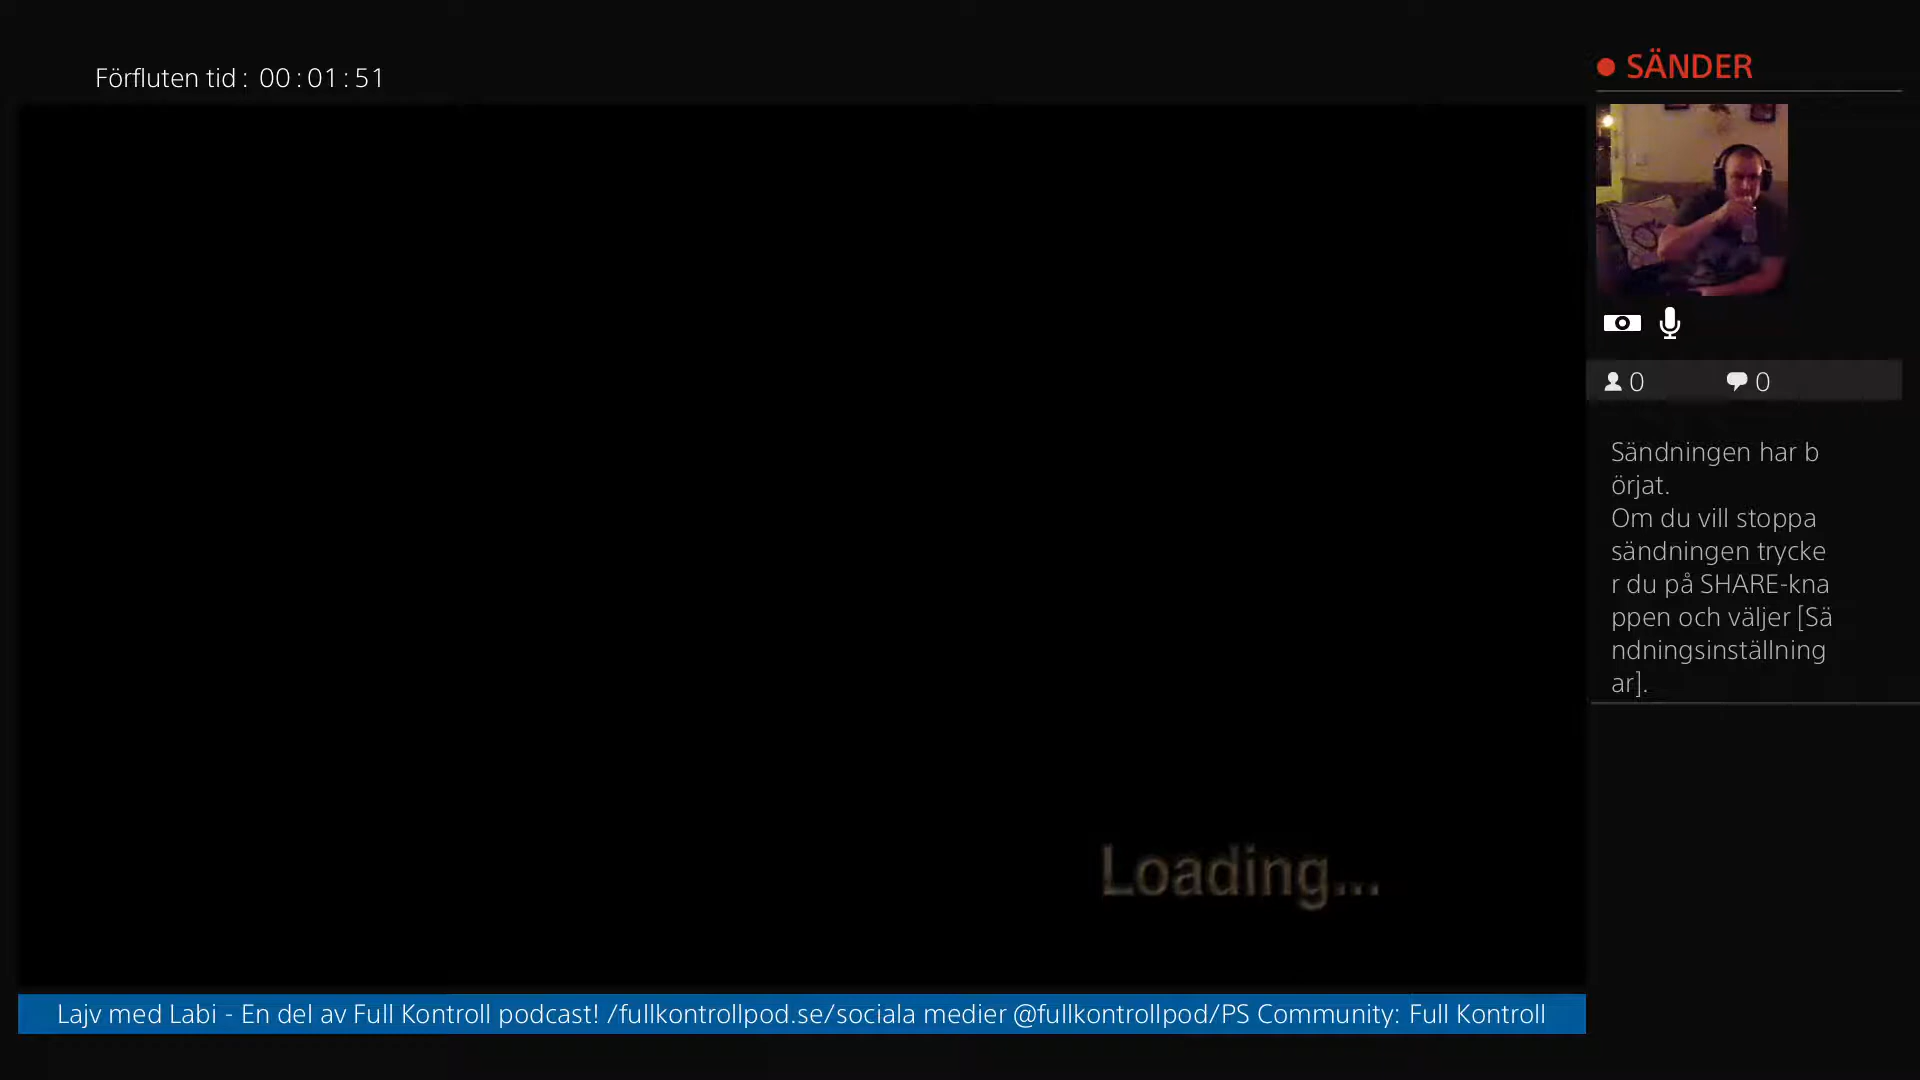 Förfluten tid : 00 : 01 : 51
SÄNDER
0 0
Sändningen har b
örjat.
Om du vill stoppa
sändningen trycke
r du på SHARE-kna
ppen och väljer [Sä
ndningsinställning
ar].
Loading...
Lajv med Labi - En del av Full Kontroll podcast! /fullkontrollpod.se/sociala medier @fullkontrollpod/PS Community: Full Kontroll